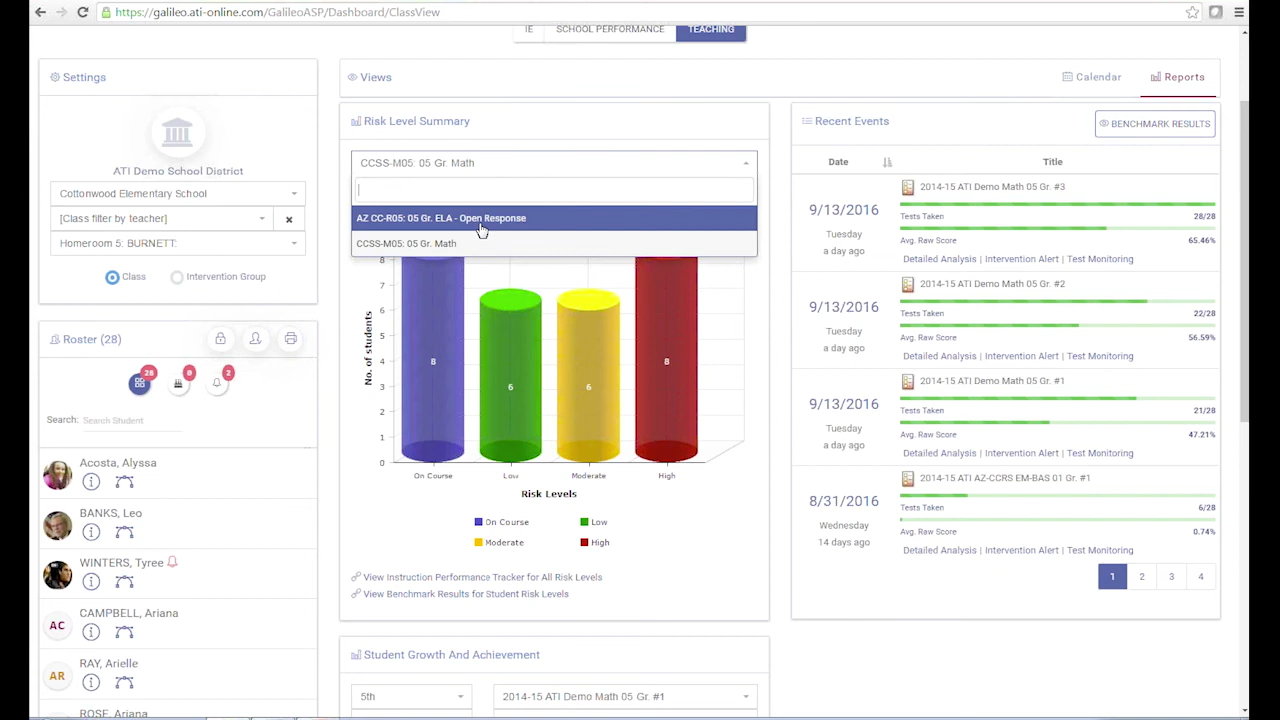 https://galileo.ati-online.com/GalileoASP/Dashboard/ClassView
IE SCHOOL PERFORMANCE TEACHING
Settings
ATI Demo School District
Cottonwood Elementary School
[Class filter by teacher]
Homeroom 5: BURNETT:
Class Intervention Group
Roster (28)
28 0 2
Search: Search Student
Acosta, Alyssa
BANKS, Leo
WINTERS, Tyree
AC CAMPBELL, Ariana
AR RAY, Arielle
ROSE, Ariana
Views
Calendar Reports
Risk Level Summary
CCSS-M05: 05 Gr. Math
AZ CC-R05: 05 Gr. ELA - Open Response
CCSS-M05: 05 Gr. Math
No. of students
8
7
6
5
4
3
2
1
0
8 6 6 8
On Course Low Moderate High
Risk Levels
On Course Low
Moderate High
View Instruction Performance Tracker for All Risk Levels
View Benchmark Results for Student Risk Levels
Student Growth And Achievement
5th 2014-15 ATI Demo Math 05 Gr. #1
Recent Events
BENCHMARK RESULTS
Date Title
9/13/2016
Tuesday
a day ago
2014-15 ATI Demo Math 05 Gr. #3
Tests Taken 28/28
Avg. Raw Score 65.46%
Detailed Analysis | Intervention Alert | Test Monitoring
9/13/2016
Tuesday
a day ago
2014-15 ATI Demo Math 05 Gr. #2
Tests Taken 22/28
Avg. Raw Score 56.59%
Detailed Analysis | Intervention Alert | Test Monitoring
9/13/2016
Tuesday
a day ago
2014-15 ATI Demo Math 05 Gr. #1
Tests Taken 21/28
Avg. Raw Score 47.21%
Detailed Analysis | Intervention Alert | Test Monitoring
8/31/2016
Wednesday
14 days ago
2014-15 ATI AZ-CCRS EM-BAS 01 Gr. #1
Tests Taken 6/28
Avg. Raw Score 0.74%
Detailed Analysis | Intervention Alert | Test Monitoring
1 2 3 4